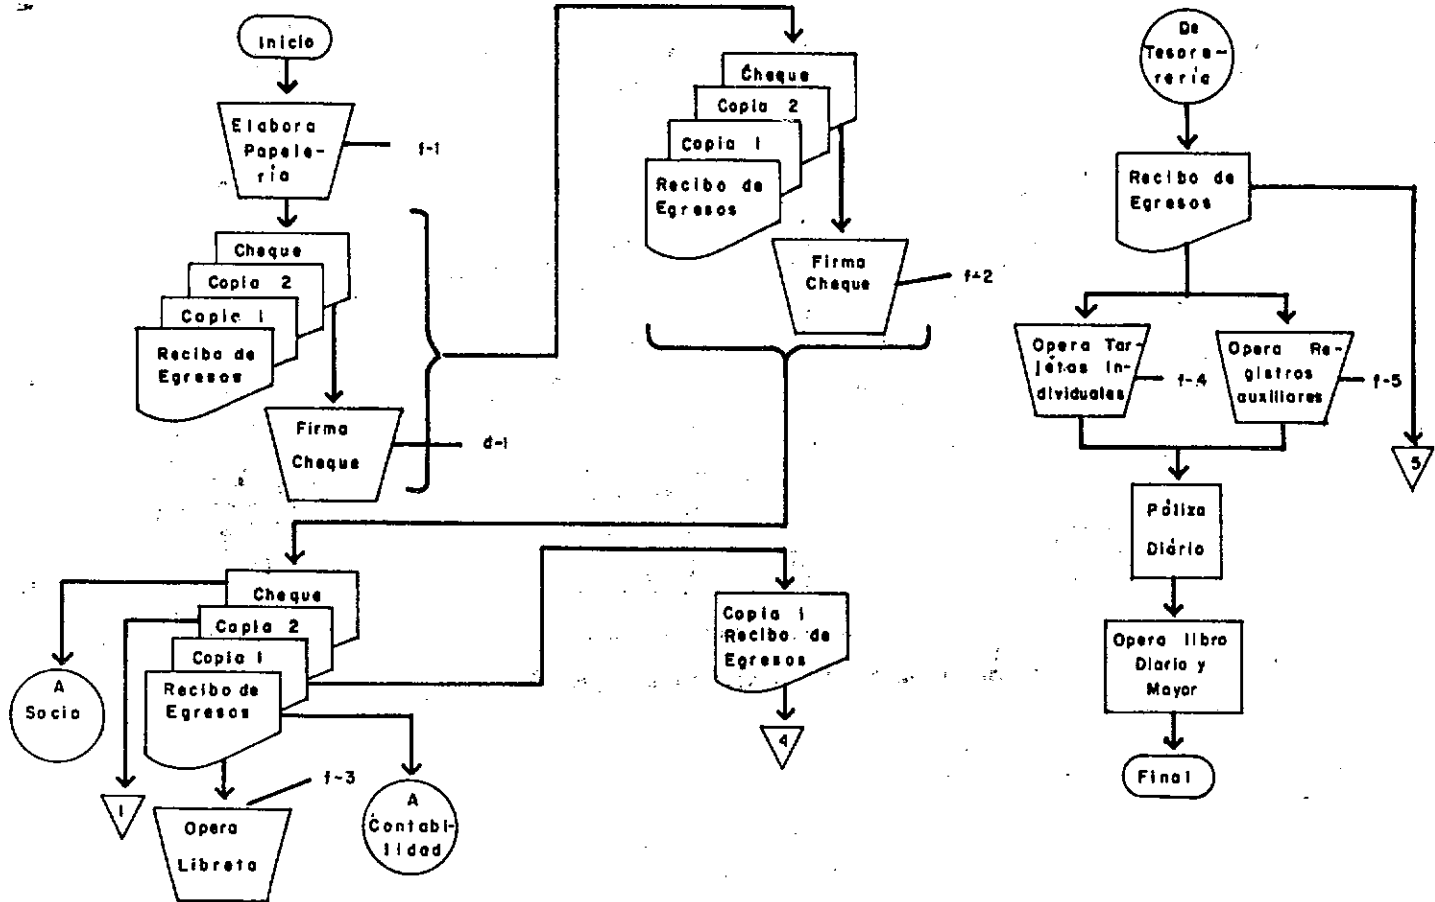 Inicio
Elabora
Papele-
ría
f-1
Cheque
Copia 2
Copia 1
Recibo de
Egresos
Firma
Cheque
d-1
Cheque
Copia 2
Copia 1
Recibo de
Egresos
Firma
Cheque
f-2
Cheque
Copia 2
Copia 1
Recibo de
Egresos
A
Socio
1
Opera
Libreta
f-3
A
Contabi-
lidad
Copia 1
Recibo de
Egresos
4
De
Tesore-
rería
Recibo de
Egresos
Opera Tar-
jétas In-
dividuales
f-4
Opera Re-
gistros
auxiliares
f-5
5
Póliza
Diário
Opera libro
Diario y
Mayor
Final